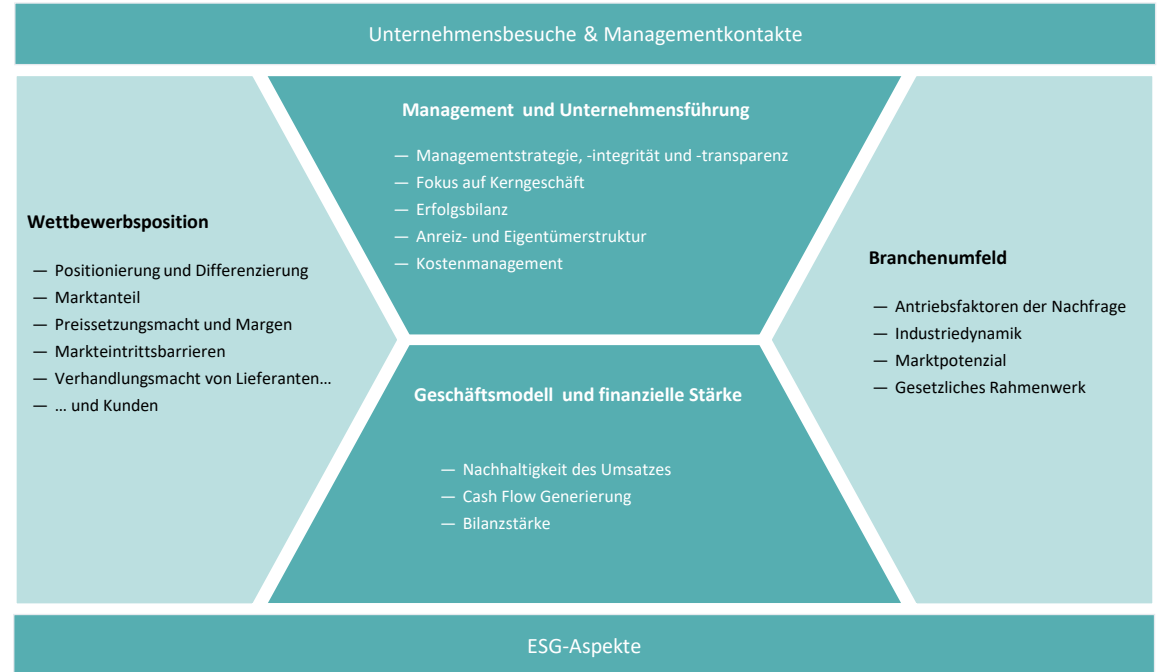 Unternehmensbesuche & Managementkontakte
Management und Unternehmensführung
— Managementstrategie, -integrität und -transparenz
— Fokus auf Kerngeschäft
— Erfolgsbilanz
— Anreiz- und Eigentümerstruktur
— Kostenmanagement
Wettbewerbsposition
— Positionierung und Differenzierung
— Marktanteil
— Preissetzungsmacht und Margen
— Markteintrittsbarrieren
— Verhandlungsmacht von Lieferanten…
— … und Kunden
Branchenumfeld
— Antriebsfaktoren der Nachfrage
— Industriedynamik
— Marktpotenzial
— Gesetzliches Rahmenwerk
Geschäftsmodell und finanzielle Stärke
— Nachhaltigkeit des Umsatzes
— Cash Flow Generierung
— Bilanzstärke
ESG-Aspekte